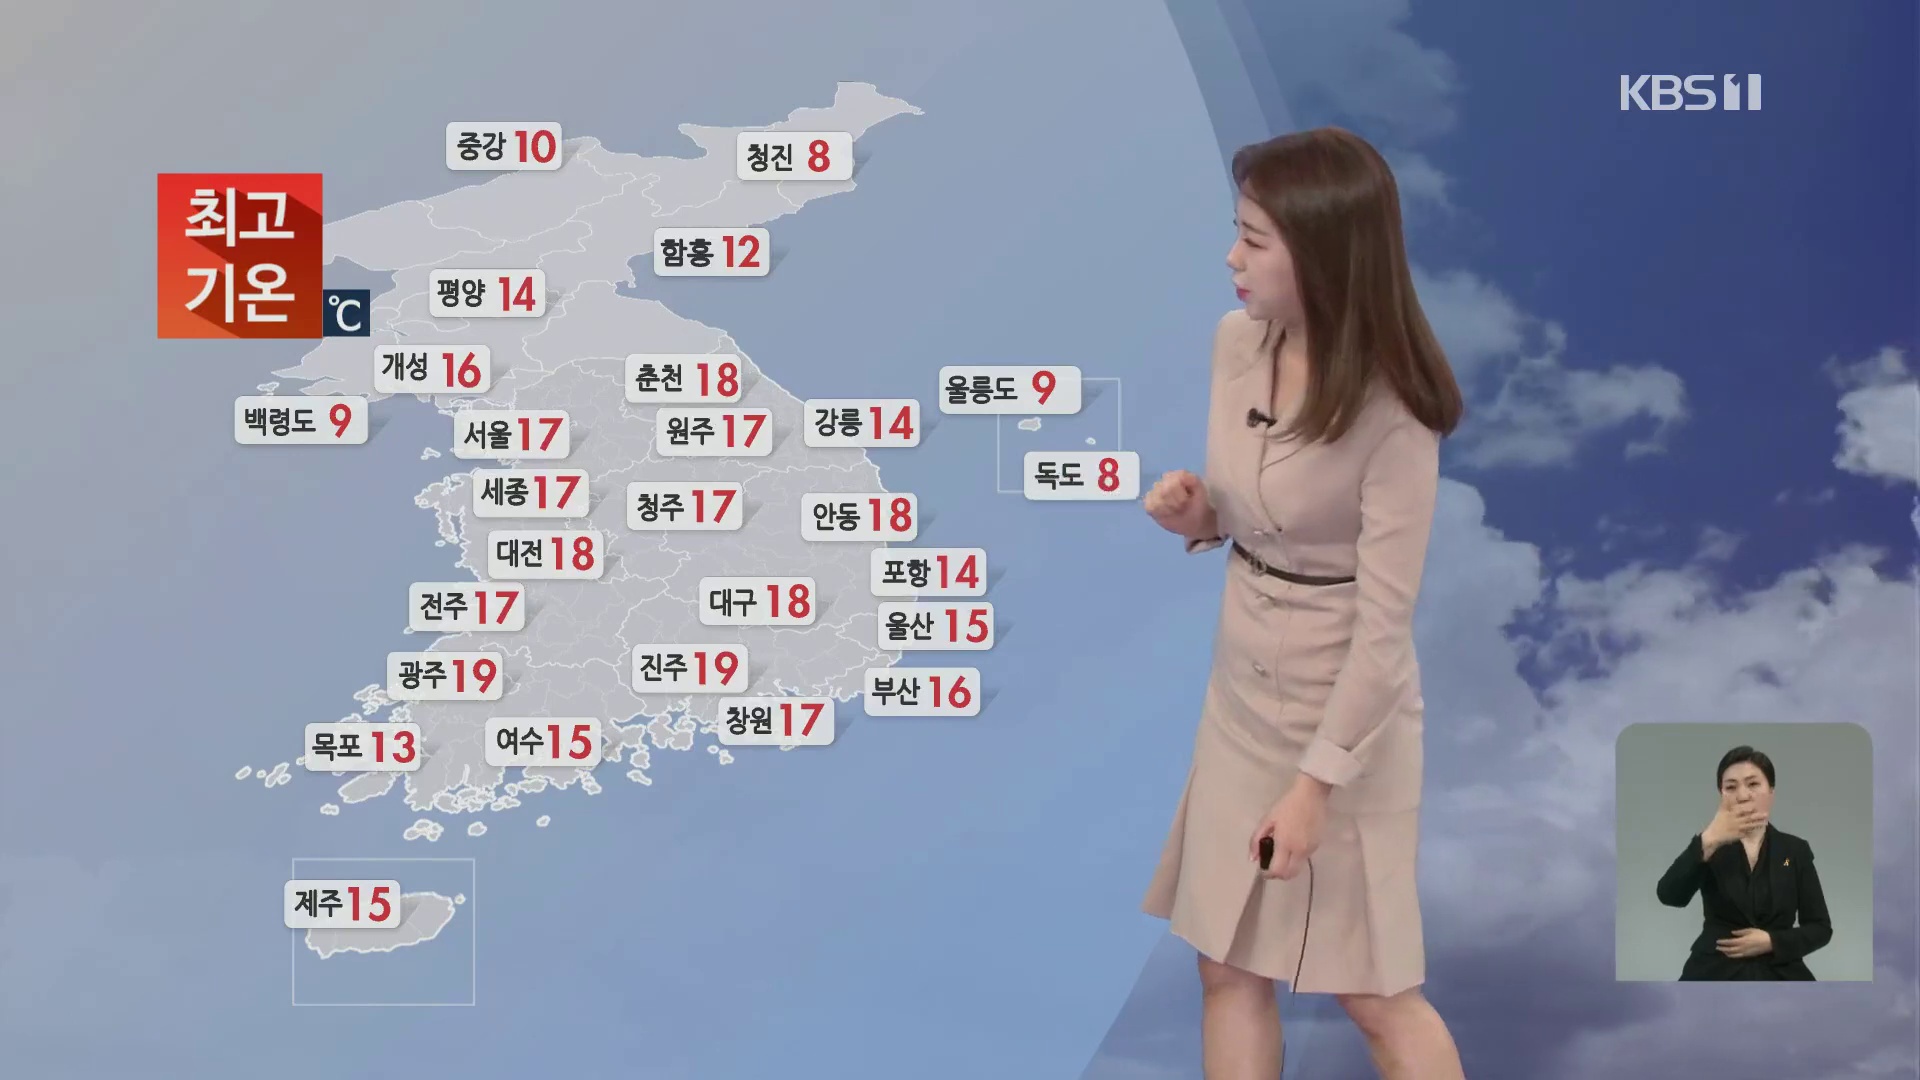 KBS 1
최고
기온
℃
중강 10
청진 8
함흥 12
평양 14
개성 16
춘천 18
백령도 9
서울 17
원주 17
강릉 14
울릉도 9
독도 8
세종 17
청주 17
안동 18
대전 18
포항 14
전주 17
대구 18
울산 15
광주 19
진주 19
부산 16
창원 17
목포 13
여수 15
제주 15